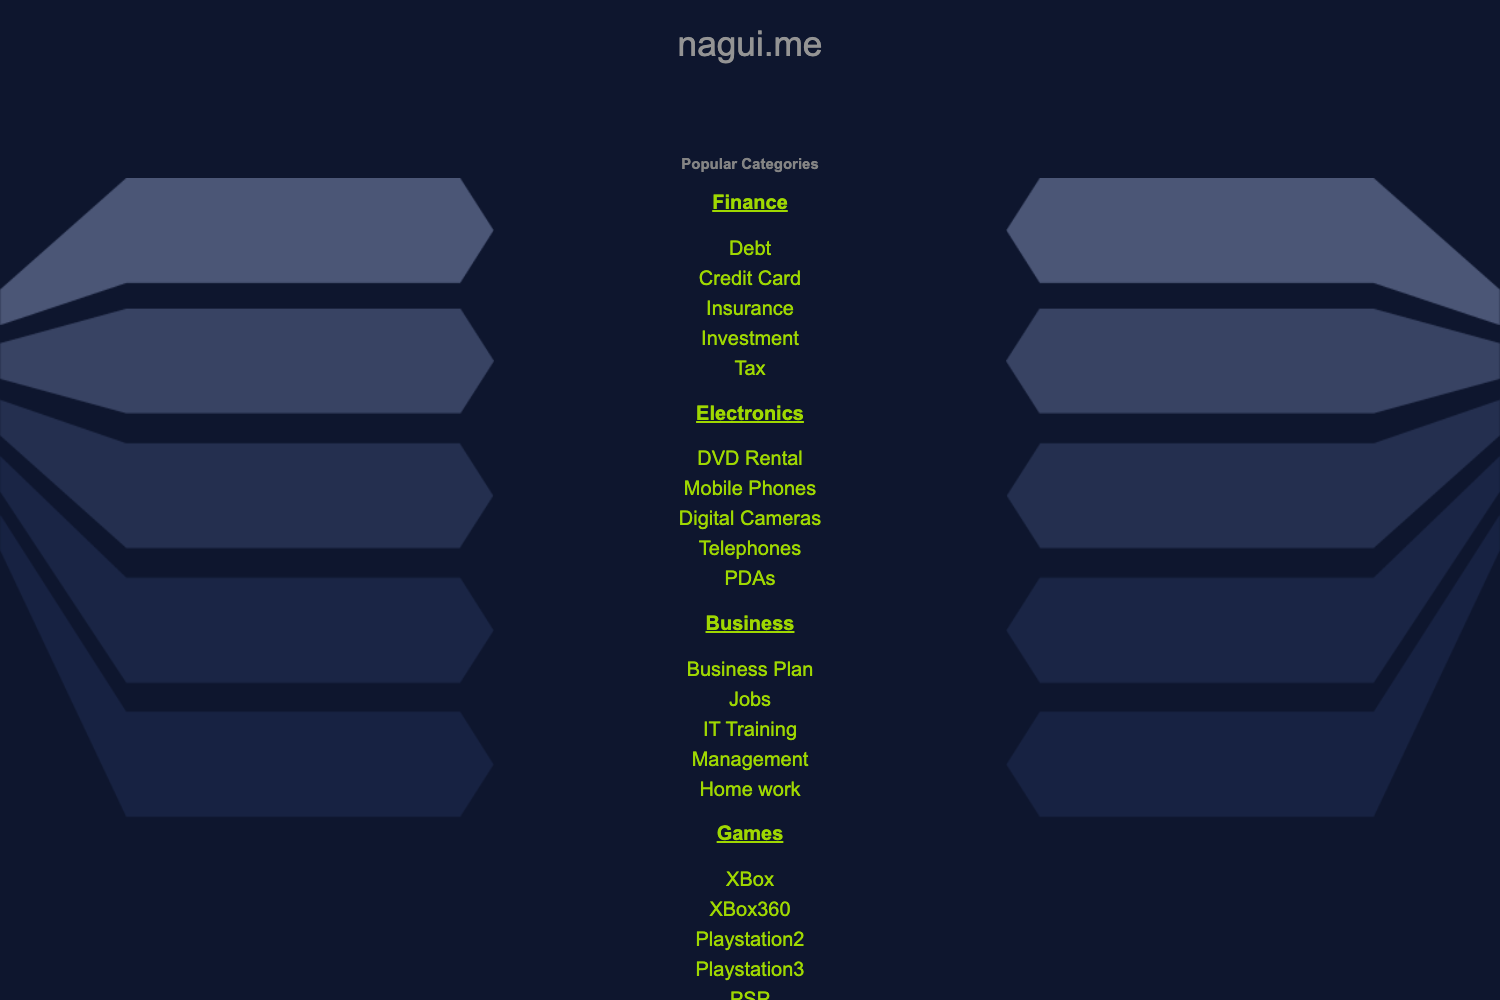 nagui.me
Popular Categories
Finance
Debt
Credit Card
Insurance
Investment
Tax
Electronics
DVD Rental
Mobile Phones
Digital Cameras
Telephones
PDAs
Business
Business Plan
Jobs
IT Training
Management
Home work
Games
XBox
XBox360
Playstation2
Playstation3
PSP